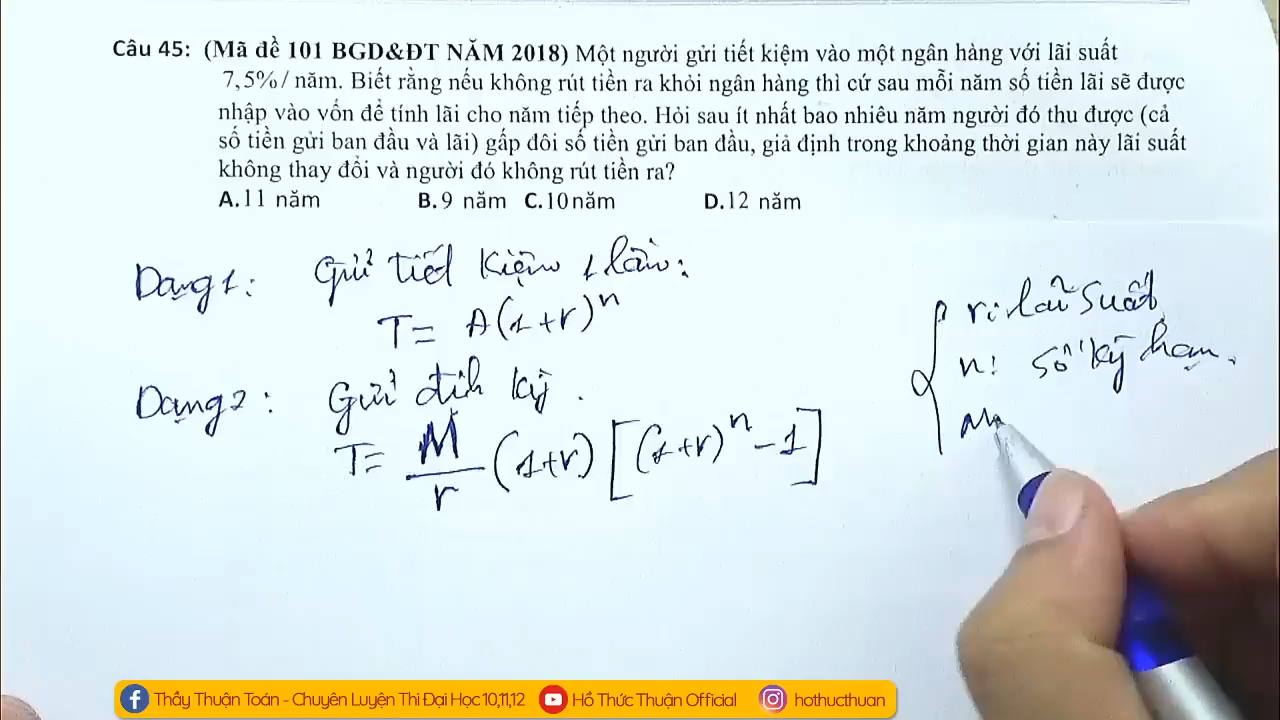 Câu 45: (Mã đề 101 BGD&ĐT NĂM 2018) Một người gửi tiết kiệm vào một ngân hàng với lãi suất
7,5%/ năm. Biết rằng nếu không rút tiền ra khỏi ngân hàng thì cứ sau mỗi năm số tiền lãi sẽ được
nhập vào vốn để tính lãi cho năm tiếp theo. Hỏi sau ít nhất bao nhiêu năm người đó thu được (cả
số tiền gửi ban đầu và lãi) gấp đôi số tiền gửi ban đầu, giả định trong khoảng thời gian này lãi suất
không thay đổi và người đó không rút tiền ra?
A.11 năm B.9 năm C.10năm D.12 năm
Dạng1: Gửi tiết kiệm 1 lần:
T= A(1+r)^n
Dạng2: Gửi định kỳ.
T= M/r (1+r) [(1+r)^n -1]
r: lãi suất
n: số kỳ hạn.
Thầy Thuận Toán - Chuyên Luyện Thi Đại Học 10,11,12 Hồ Thức Thuận Official hothucthuan